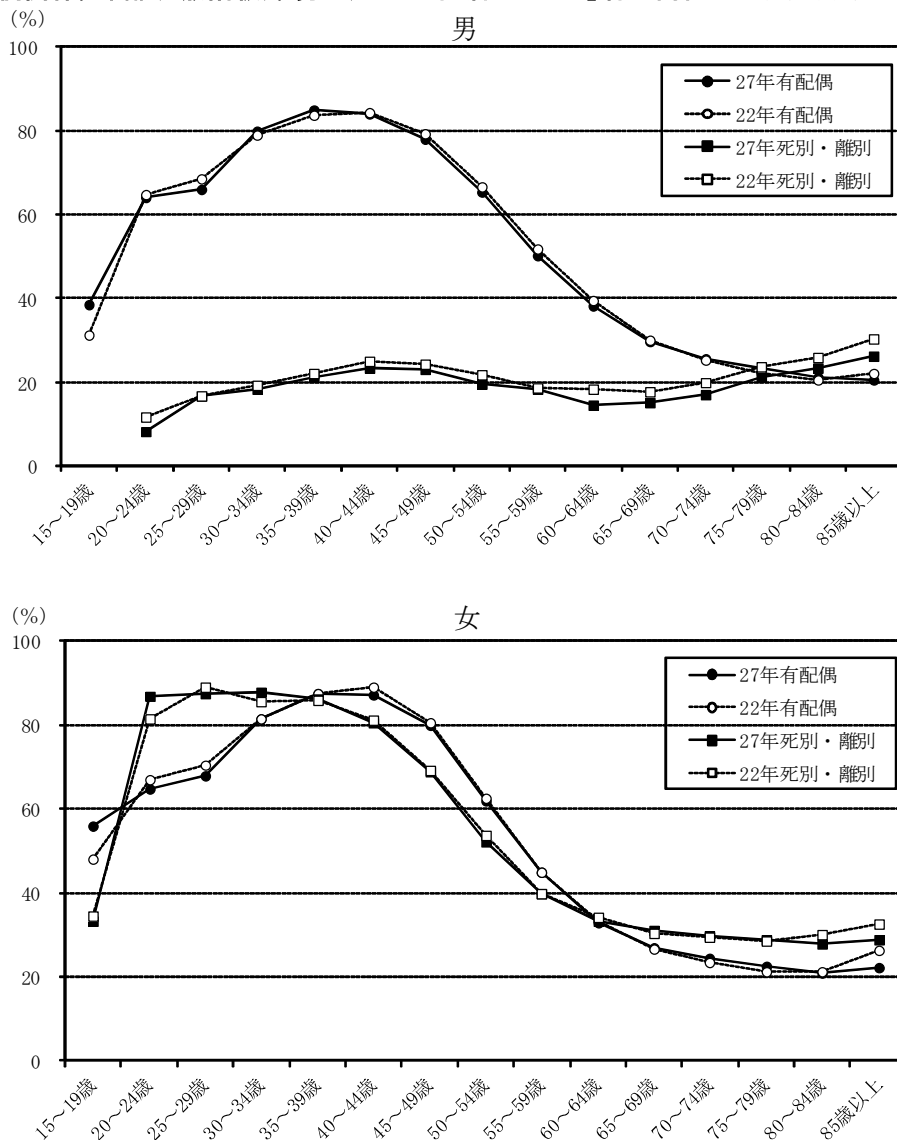 (%)
男
100
80
60
40
20
0
27年有配偶
22年有配偶
27年死別・離別
22年死別・離別
15~19歳
20~24歳
25~29歳
30~34歳
35~39歳
40~44歳
45~49歳
50~54歳
55~59歳
60~64歳
65~69歳
70~74歳
75~79歳
80~84歳
85歳以上
(%)
女
100
80
60
40
20
0
27年有配偶
22年有配偶
27年死別・離別
22年死別・離別
15~19歳
20~24歳
25~29歳
30~34歳
35~39歳
40~44歳
45~49歳
50~54歳
55~59歳
60~64歳
65~69歳
70~74歳
75~79歳
80~84歳
85歳以上